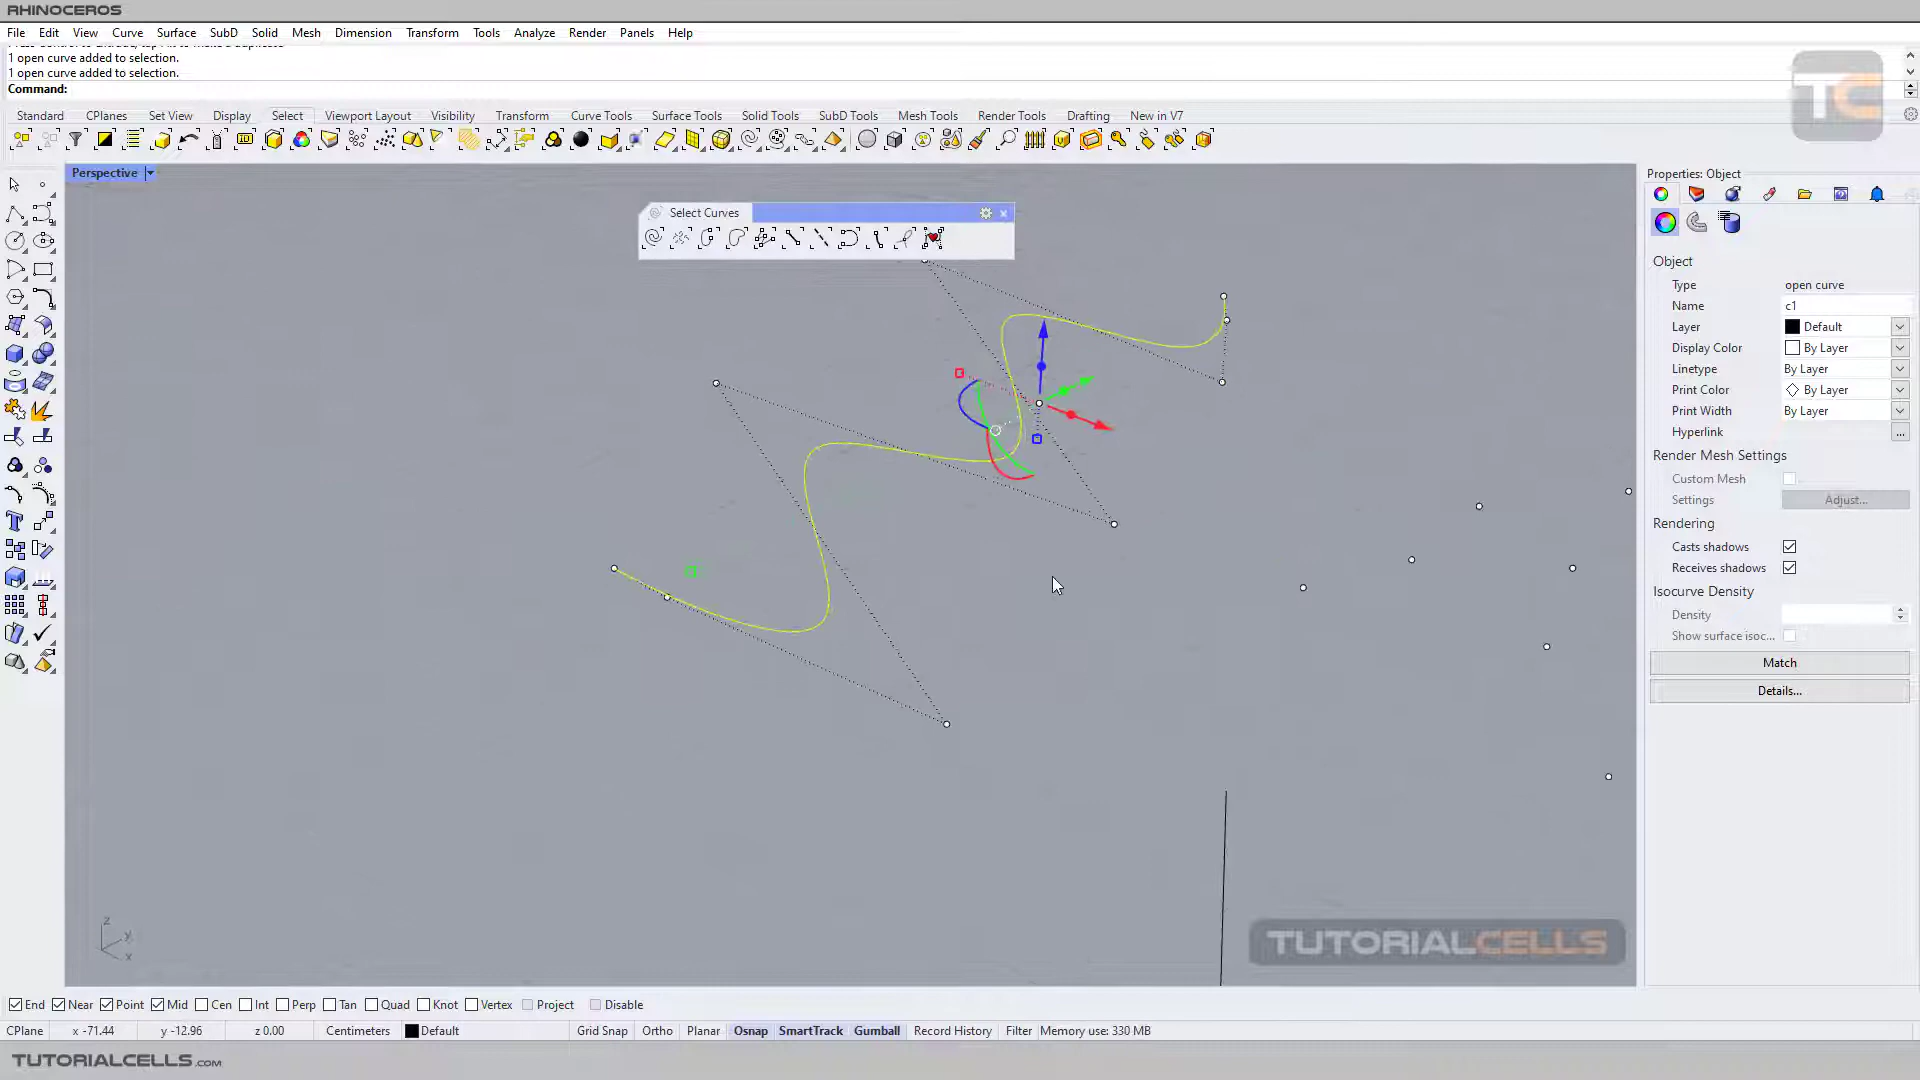 RHINOCEROS
File Edit View Curve Surface SubD Solid Mesh Dimension Transform Tools Analyze Render Panels Help
1 open curve added to selection.
1 open curve added to selection.
Command:
TC
Standard CPlanes Set View Display Select Viewport Layout Visibility Transform Curve Tools Surface Tools Solid Tools SubD Tools Mesh Tools Render Tools Drafting New in V7
Perspective
Properties: Object
Select Curves
Object
Type open curve
Name c1
Layer Default
Display Color By Layer
Linetype By Layer
Print Color By Layer
Print Width By Layer
Hyperlink ...
Render Mesh Settings
Custom Mesh
Settings Adjust...
Rendering
Casts shadows
Receives shadows
Isocurve Density
Density
Show surface isoc...
Match
Details...
z
y
x
TUTORIALCELLS
End Near Point Mid Cen Int Perp Tan Quad Knot Vertex Project Disable
CPlane x -71.44 y -12.96 z 0.00 Centimeters Default Grid Snap Ortho Planar Osnap SmartTrack Gumball Record History Filter Memory use: 330 MB
TUTORIALCELLS.COM